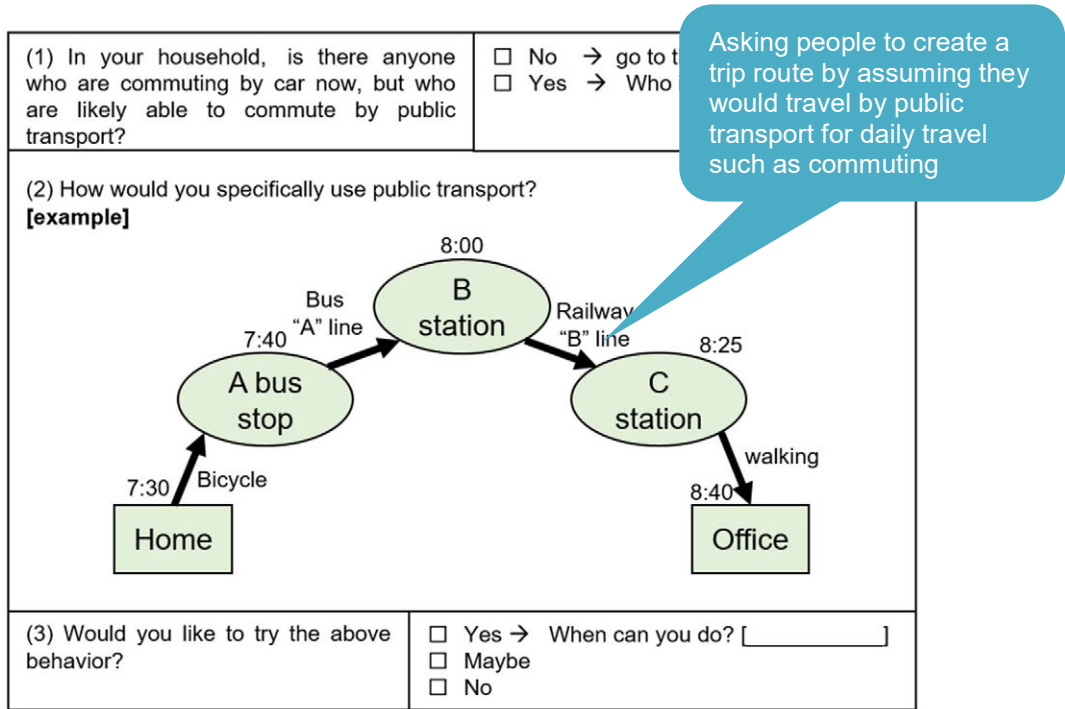 (1) In your household, is there anyone
who are commuting by car now, but who
are likely able to commute by public
transport?
☐ No → go to t
☐ Yes → Who
Asking people to create a
trip route by assuming they
would travel by public
transport for daily travel
such as commuting
(2) How would you specifically use public transport?
[example]
8:00
B
station
Bus
"A" line
Railway
"B" line
7:40
8:25
A bus
stop
C
station
Bicycle
walking
7:30
8:40
Home
Office
(3) Would you like to try the above
behavior?
☐ Yes → When can you do? [____________]
☐ Maybe
☐ No